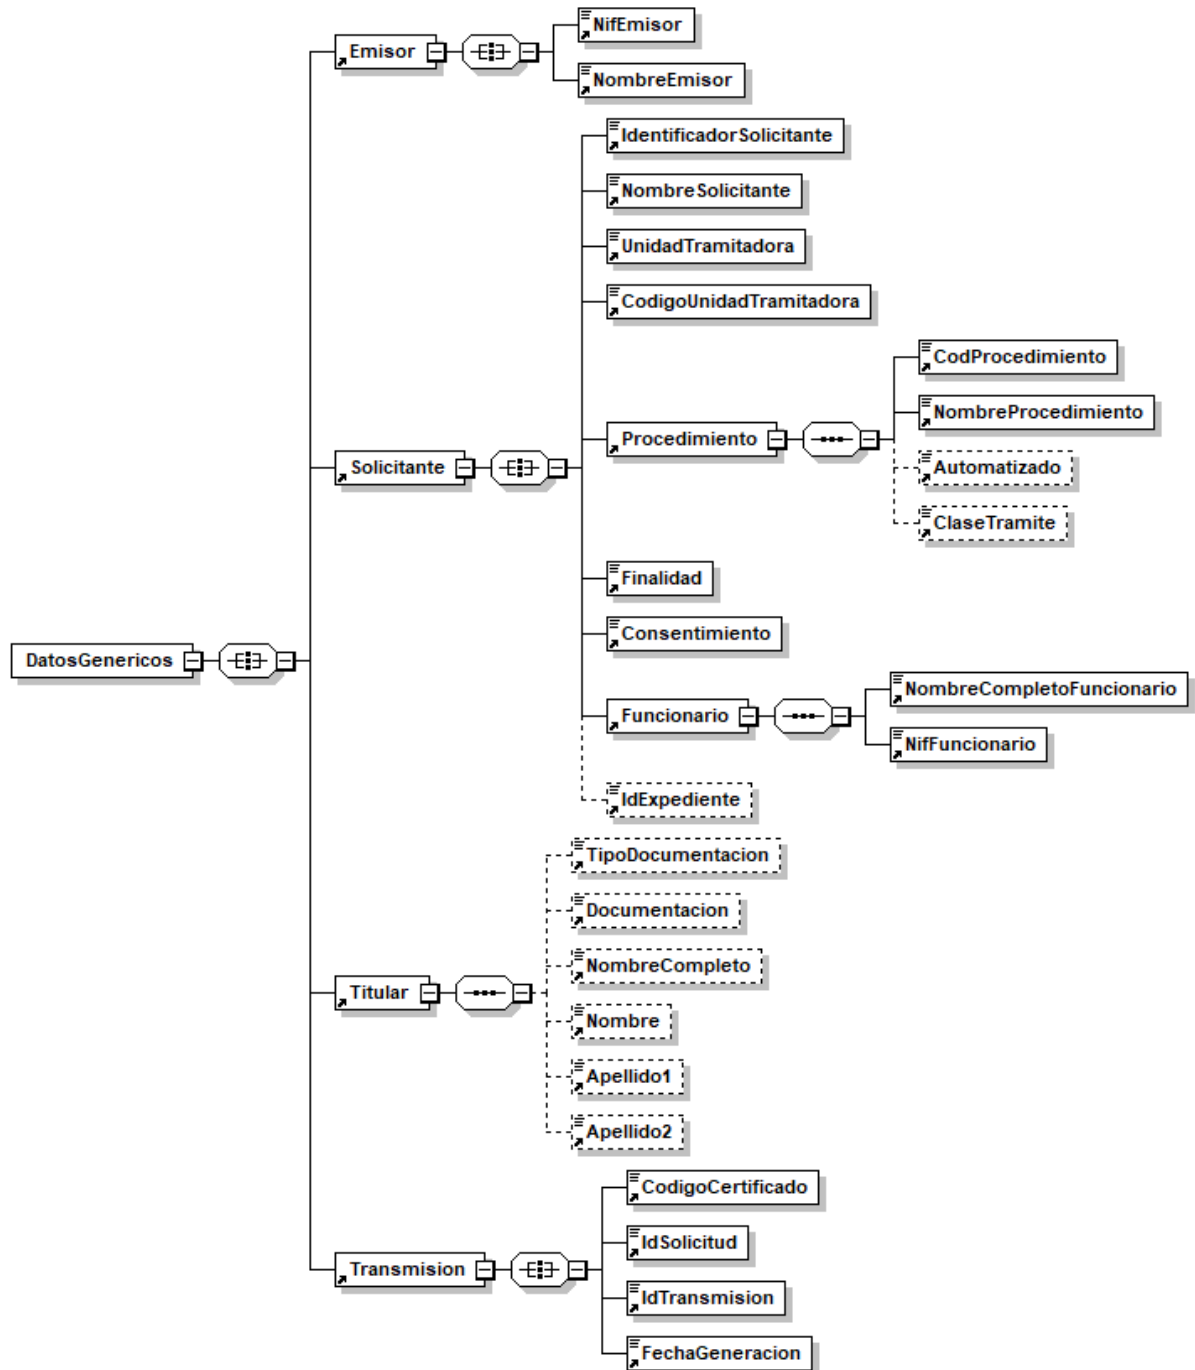 NifEmisor
Emisor
NombreEmisor
IdentificadorSolicitante
NombreSolicitante
UnidadTramitadora
CodigoUnidadTramitadora
CodProcedimiento
NombreProcedimiento
Procedimiento
Automatizado
Solicitante
ClaseTramite
Finalidad
Consentimiento
DatosGenericos
NombreCompletoFuncionario
Funcionario
NifFuncionario
IdExpediente
TipoDocumentacion
Documentacion
NombreCompleto
Titular
Nombre
Apellido1
Apellido2
CodigoCertificado
IdSolicitud
Transmision
IdTransmision
FechaGeneracion